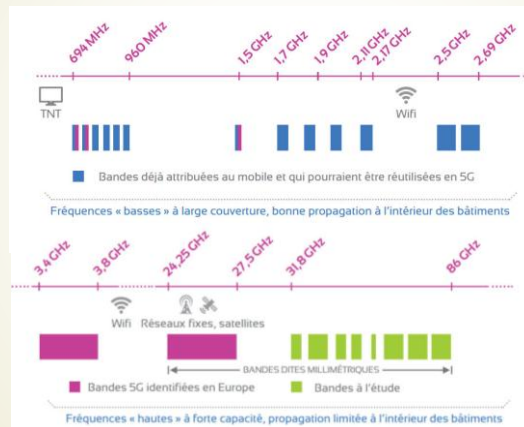 694 MHz 960 MHz 1,5 GHz 1,7 GHz 1,9 GHz 2,11 GHz 2,17 GHz 2,5 GHz 2,69 GHz
TNT Wifi
Bandes déjà attribuées au mobile et qui pourraient être réutilisées en 5G
Fréquences « basses » à large couverture, bonne propagation à l'intérieur des bâtiments
3,4 GHz 3,8 GHz 24,25 GHz 27,5 GHz 31,8 GHz 86 GHz
Wifi Réseaux fixes, satellites
BANDES DITES MILLIMÉTRIQUES
Bandes 5G identifiées en Europe Bandes à l'étude
Fréquences « hautes » à forte capacité, propagation limitée à l'intérieur des bâtiments